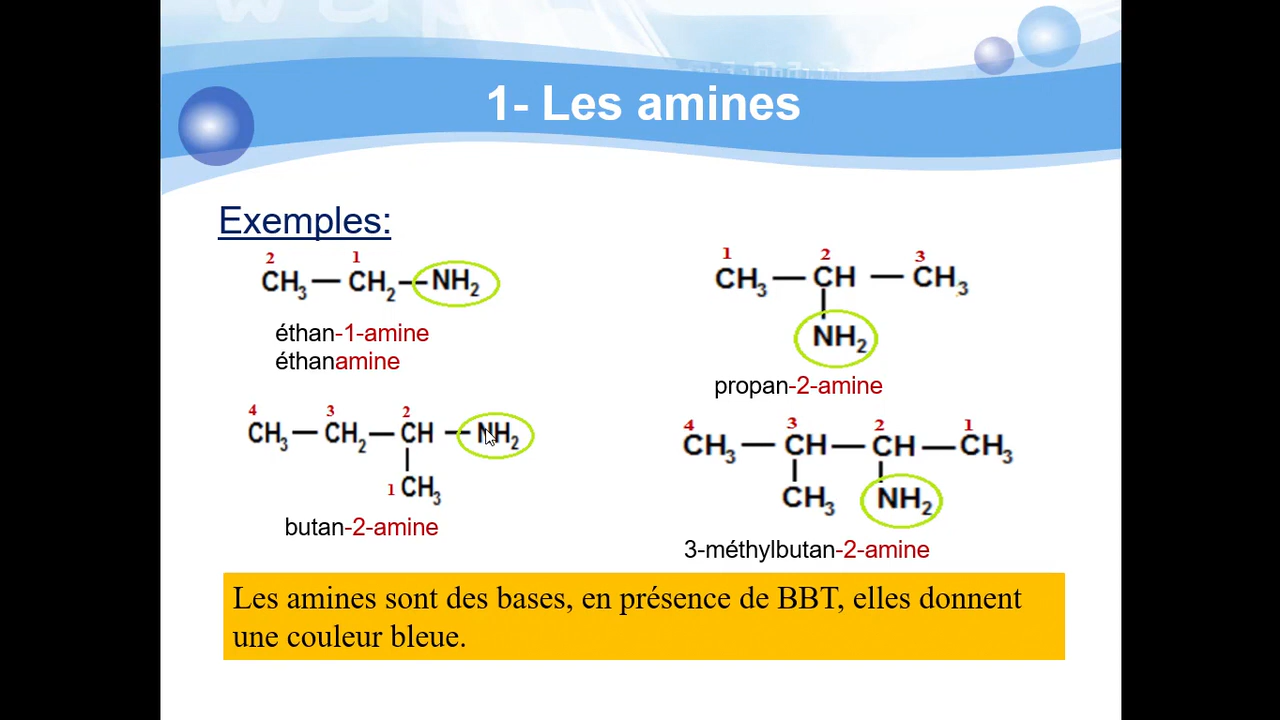 1- Les amines
Exemples:
2 1
CH₃ — CH₂ — NH₂
éthan-1-amine
éthanamine
1 2 3
CH₃ — CH — CH₃
NH₂
propan-2-amine
4 3 2
CH₃ — CH₂ — CH — NH₂
1 CH₃
butan-2-amine
4 3 2 1
CH₃ — CH — CH — CH₃
CH₃ NH₂
3-méthylbutan-2-amine
Les amines sont des bases, en présence de BBT, elles donnent
une couleur bleue.